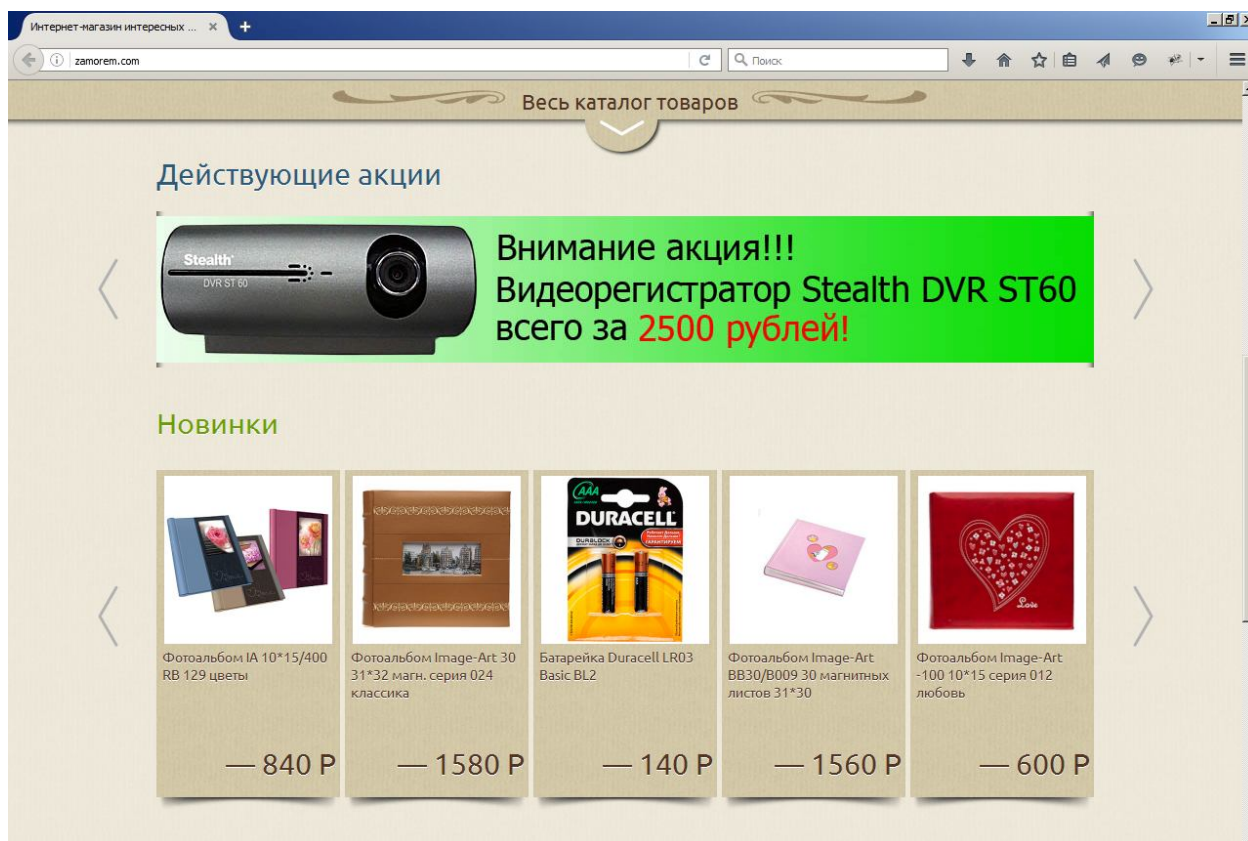 Интернет-магазин интересных ...
zamorem.com
Поиск
Весь каталог товаров
Действующие акции
Stealth
DVR ST 60
Внимание акция!!!
Видеорегистратор Stealth DVR ST60
всего за 2500 рублей!
Новинки
AAA
DURACELL
DURALOCK
Love
Фотоальбом IA 10*15/400
RB 129 цветы
Фотоальбом Image-Art 30
31*32 магн. серия 024
классика
Батарейка Duracell LR03
Basic BL2
Фотоальбом Image-Art
BB30/B009 30 магнитных
листов 31*30
Фотоальбом Image-Art
-100 10*15 серия 012
любовь
— 840 Р
— 1580 Р
— 140 Р
— 1560 Р
— 600 Р